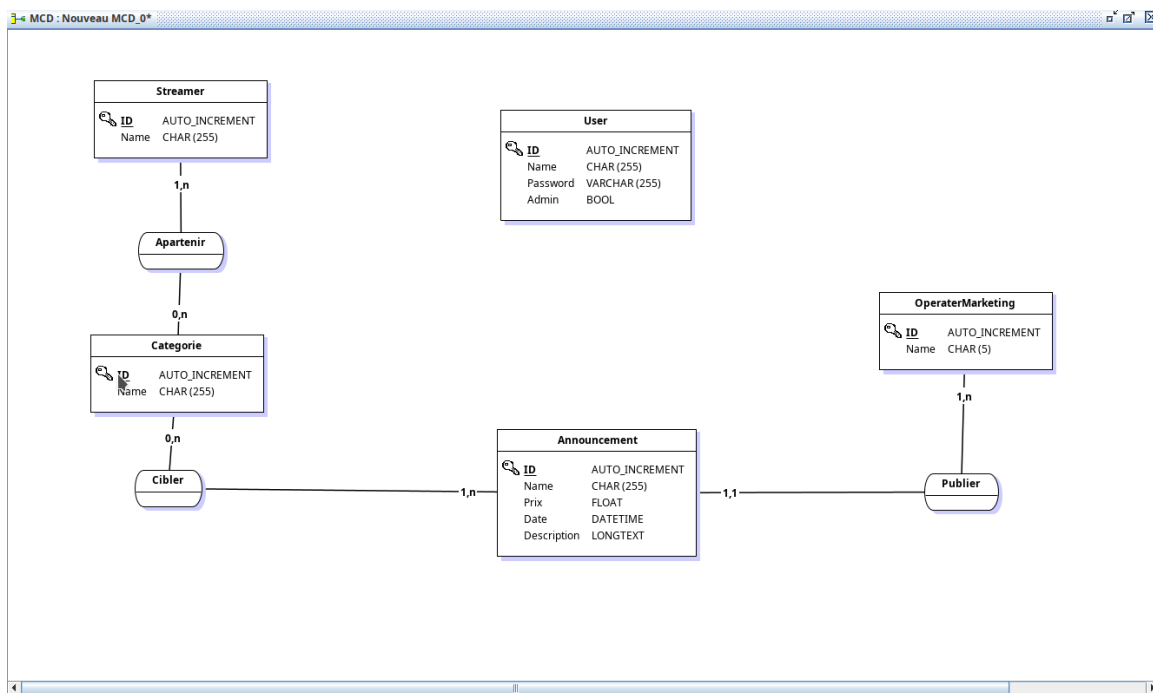 MCD : Nouveau MCD_0*
Streamer
ID AUTO_INCREMENT
Name CHAR (255)
1,n
Apartenir
0,n
Categorie
ID AUTO_INCREMENT
Name CHAR (255)
0,n
Cibler
1,n
User
ID AUTO_INCREMENT
Name CHAR (255)
Password VARCHAR (255)
Admin BOOL
Announcement
ID AUTO_INCREMENT
Name CHAR (255)
Prix FLOAT
Date DATETIME
Description LONGTEXT
1,1
OperaterMarketing
ID AUTO_INCREMENT
Name CHAR (5)
1,n
Publier